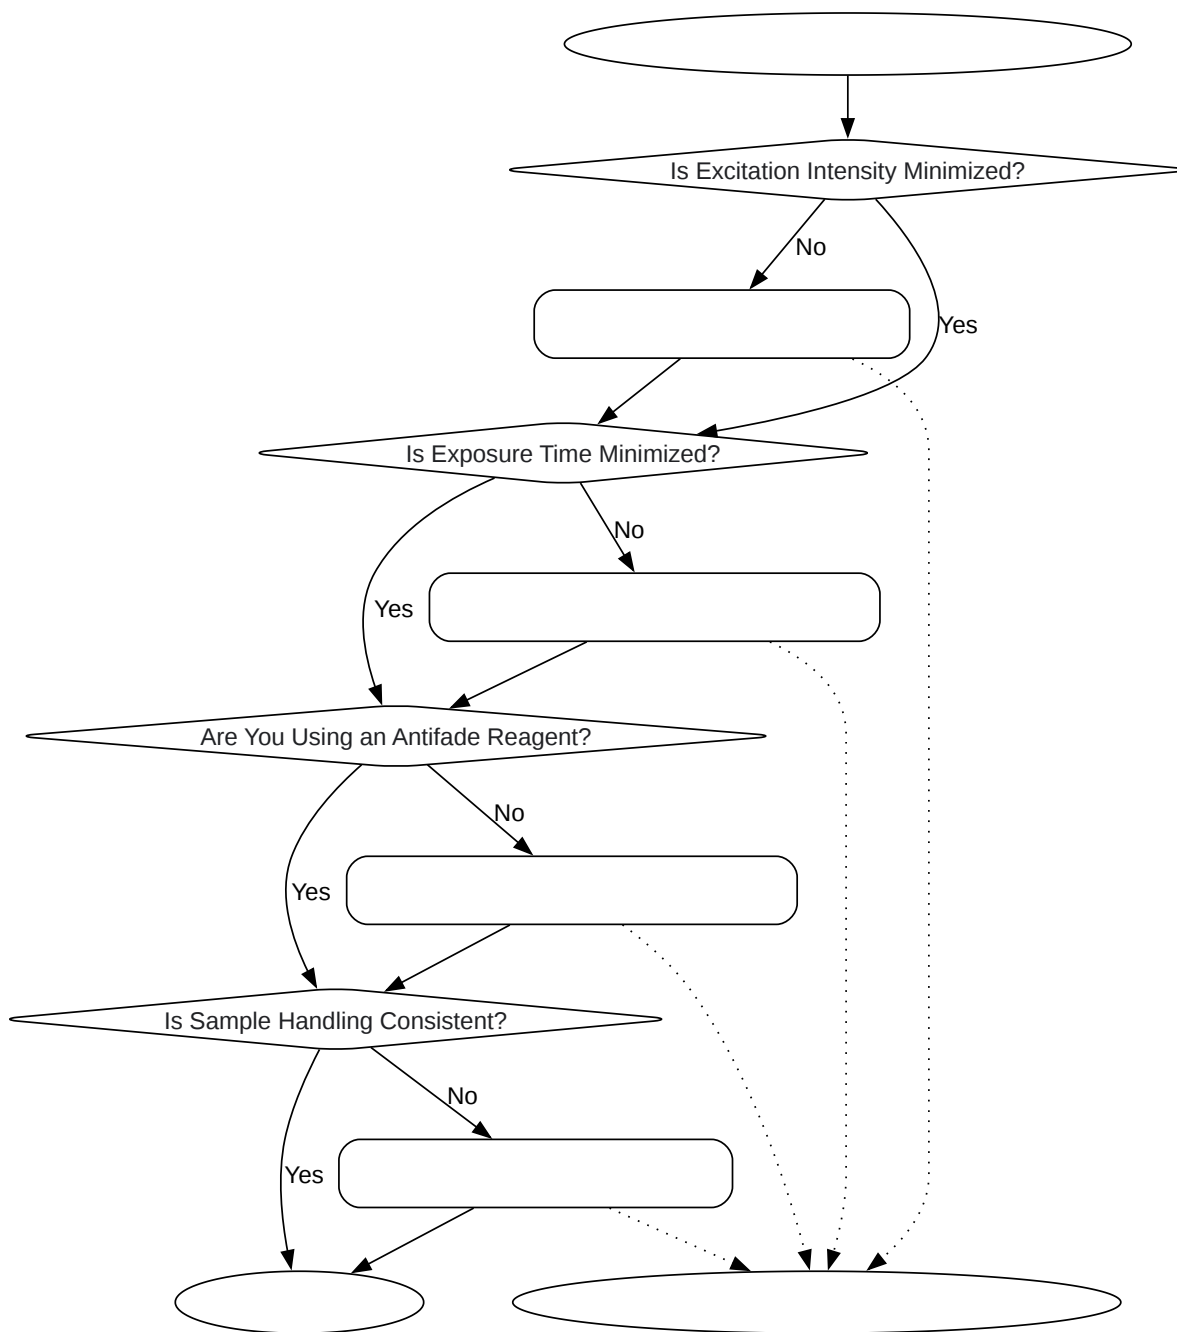 Is Excitation Intensity Minimized?
No
Yes
Is Exposure Time Minimized?
No
Yes
Are You Using an Antifade Reagent?
No
Yes
Is Sample Handling Consistent?
No
Yes